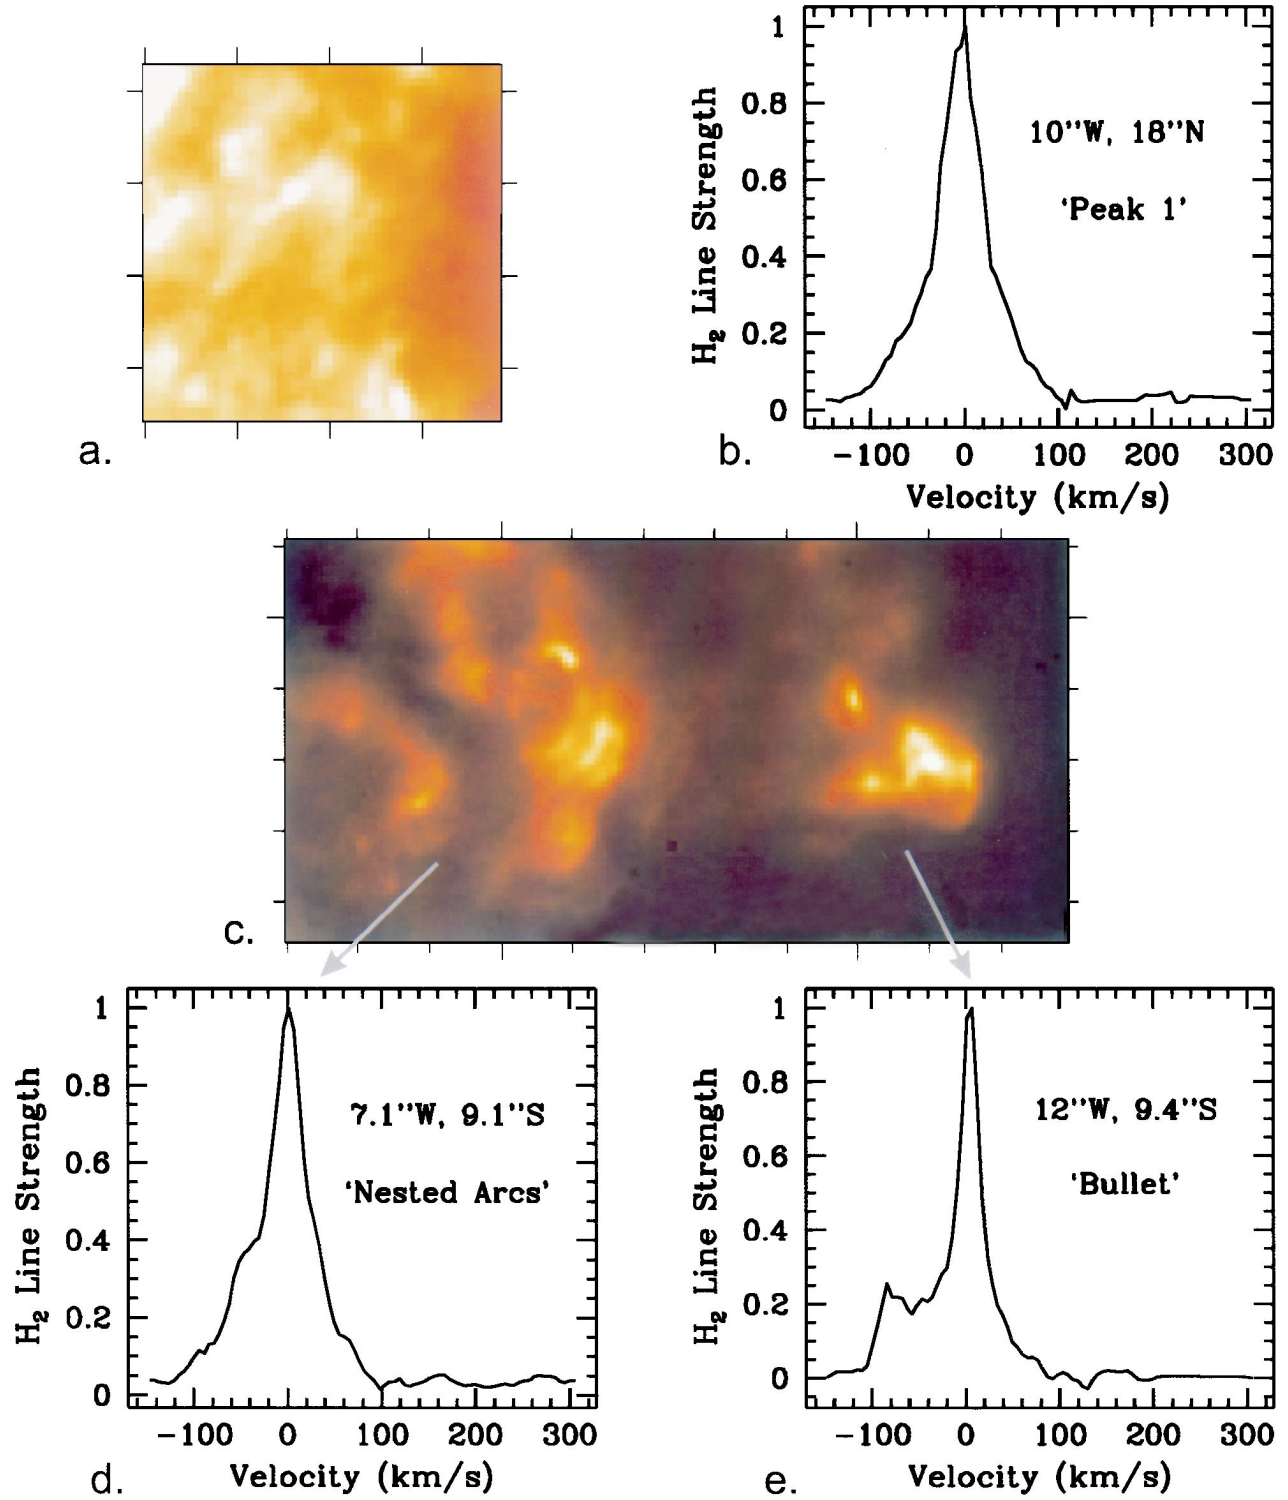 a.
H₂ Line Strength
1
0.8
0.6
0.4
0.2
0
10''W, 18''N
'Peak 1'
−100 0 100 200 300
Velocity (km/s)
b.
c.
H₂ Line Strength
1
0.8
0.6
0.4
0.2
0
7.1''W, 9.1''S
'Nested Arcs'
−100 0 100 200 300
Velocity (km/s)
d.
H₂ Line Strength
1
0.8
0.6
0.4
0.2
0
12''W, 9.4''S
'Bullet'
−100 0 100 200 300
Velocity (km/s)
e.